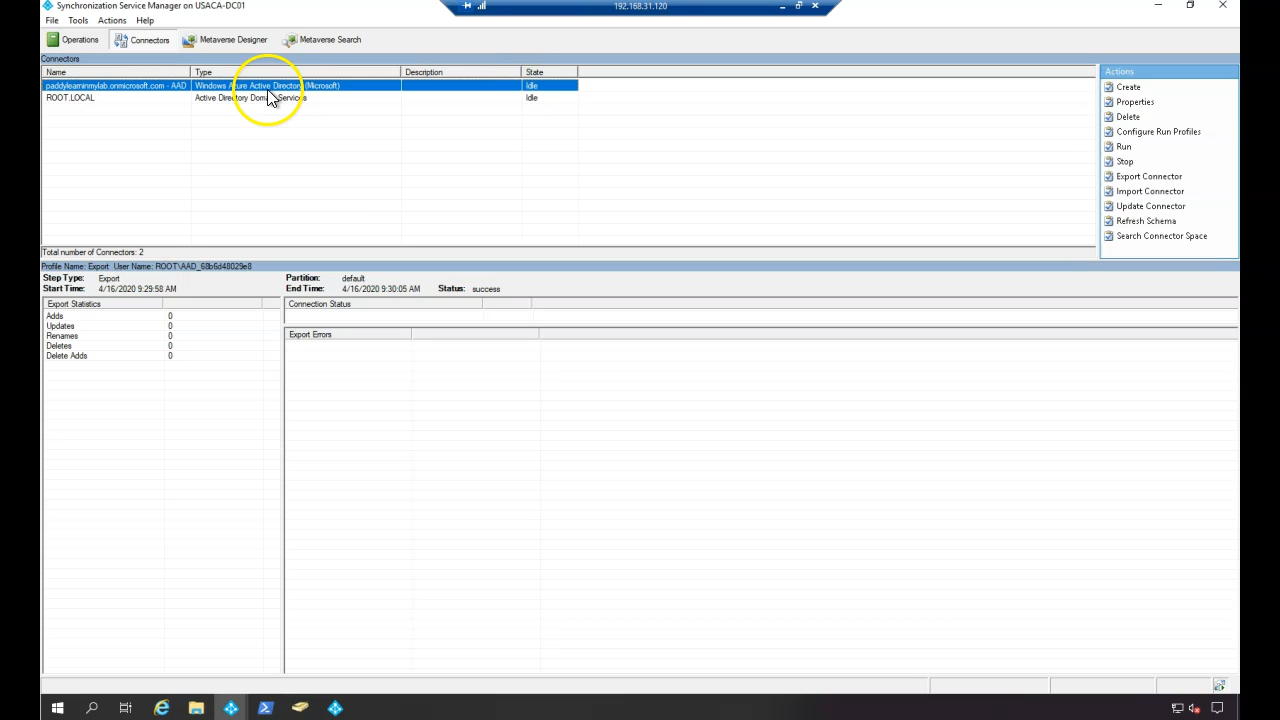 Synchronization Service Manager on USACA-DC01
192.168.31.120
File Tools Actions Help
Operations Connectors Metaverse Designer Metaverse Search
Connectors
Name Type Description State
paddylearninmylab.onmicrosoft.com - AAD Windows Azure Active Directory (Microsoft) Idle
ROOT.LOCAL Active Directory Domain Services Idle
Total number of Connectors: 2
Actions
Create
Properties
Delete
Configure Run Profiles
Run
Stop
Export Connector
Import Connector
Update Connector
Refresh Schema
Search Connector Space
Profile Name: Export User Name: ROOT\AAD_68b6d48029e8
Step Type: Export Partition: default
Start Time: 4/16/2020 9:29:58 AM End Time: 4/16/2020 9:30:05 AM Status: success
Export Statistics
Adds 0
Updates 0
Renames 0
Deletes 0
Delete Adds 0
Connection Status
Export Errors